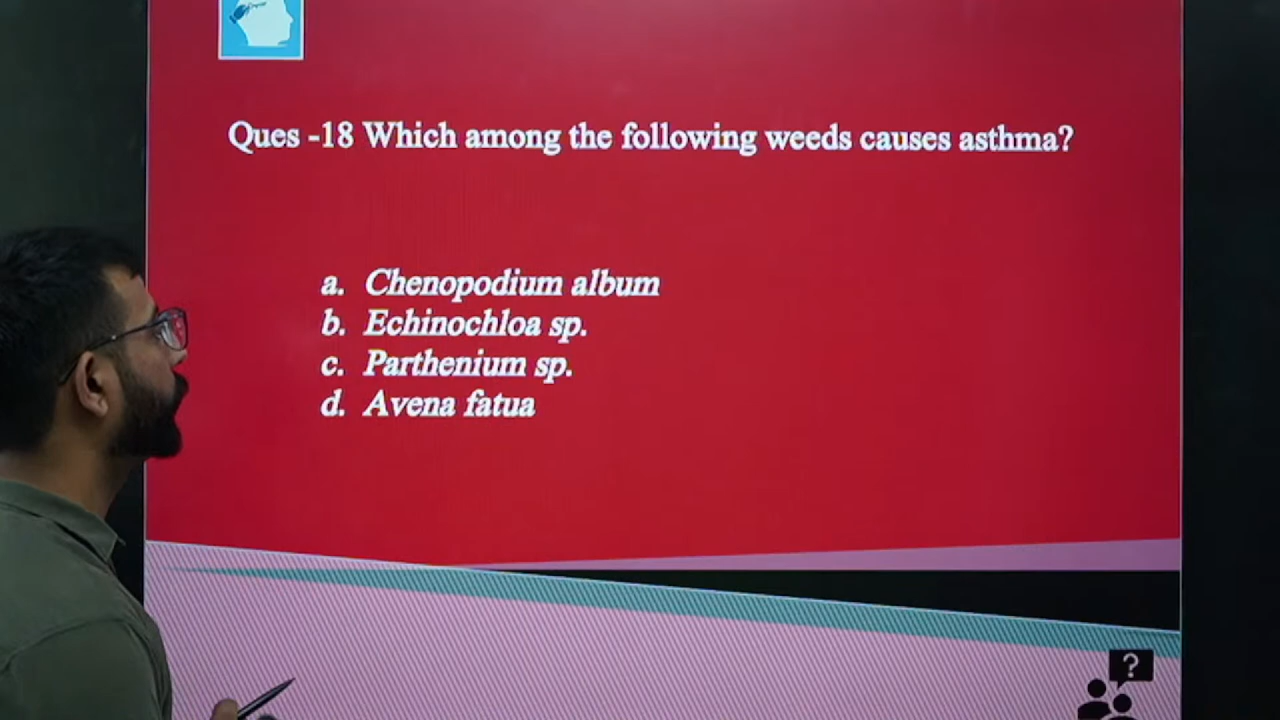 Ques -18 Which among the following weeds causes asthma?
a. Chenopodium album
b. Echinochloa sp.
c. Parthenium sp.
d. Avena fatua
?